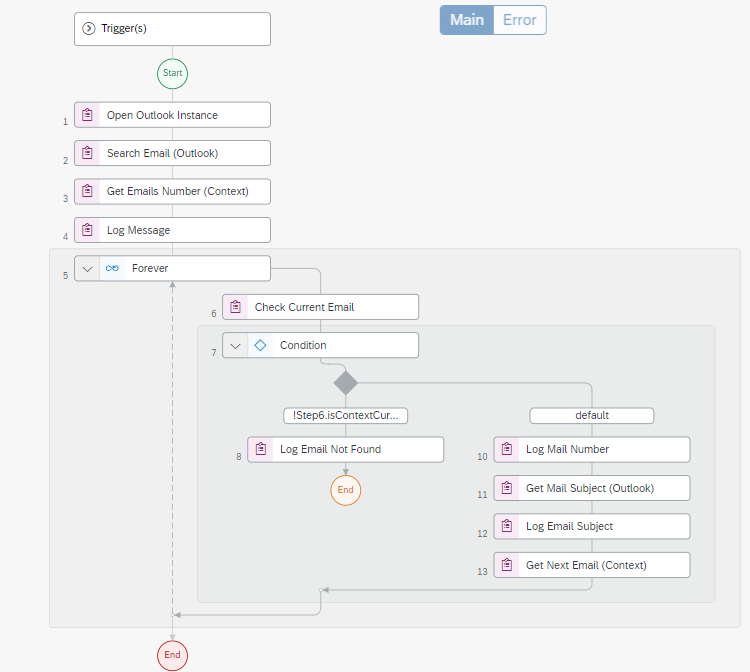 Trigger(s)
Main Error
Start
1 Open Outlook Instance
2 Search Email (Outlook)
3 Get Emails Number (Context)
4 Log Message
5 Forever
6 Check Current Email
7 Condition
!Step6.isContextCur...
default
8 Log Email Not Found
End
10 Log Mail Number
11 Get Mail Subject (Outlook)
12 Log Email Subject
13 Get Next Email (Context)
End